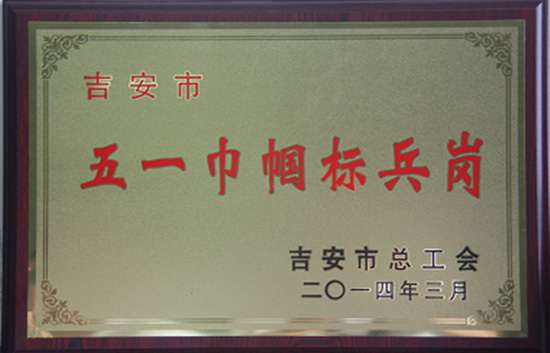 吉安市
五一巾帼标兵岗
吉安市总工会
二〇一四年三月